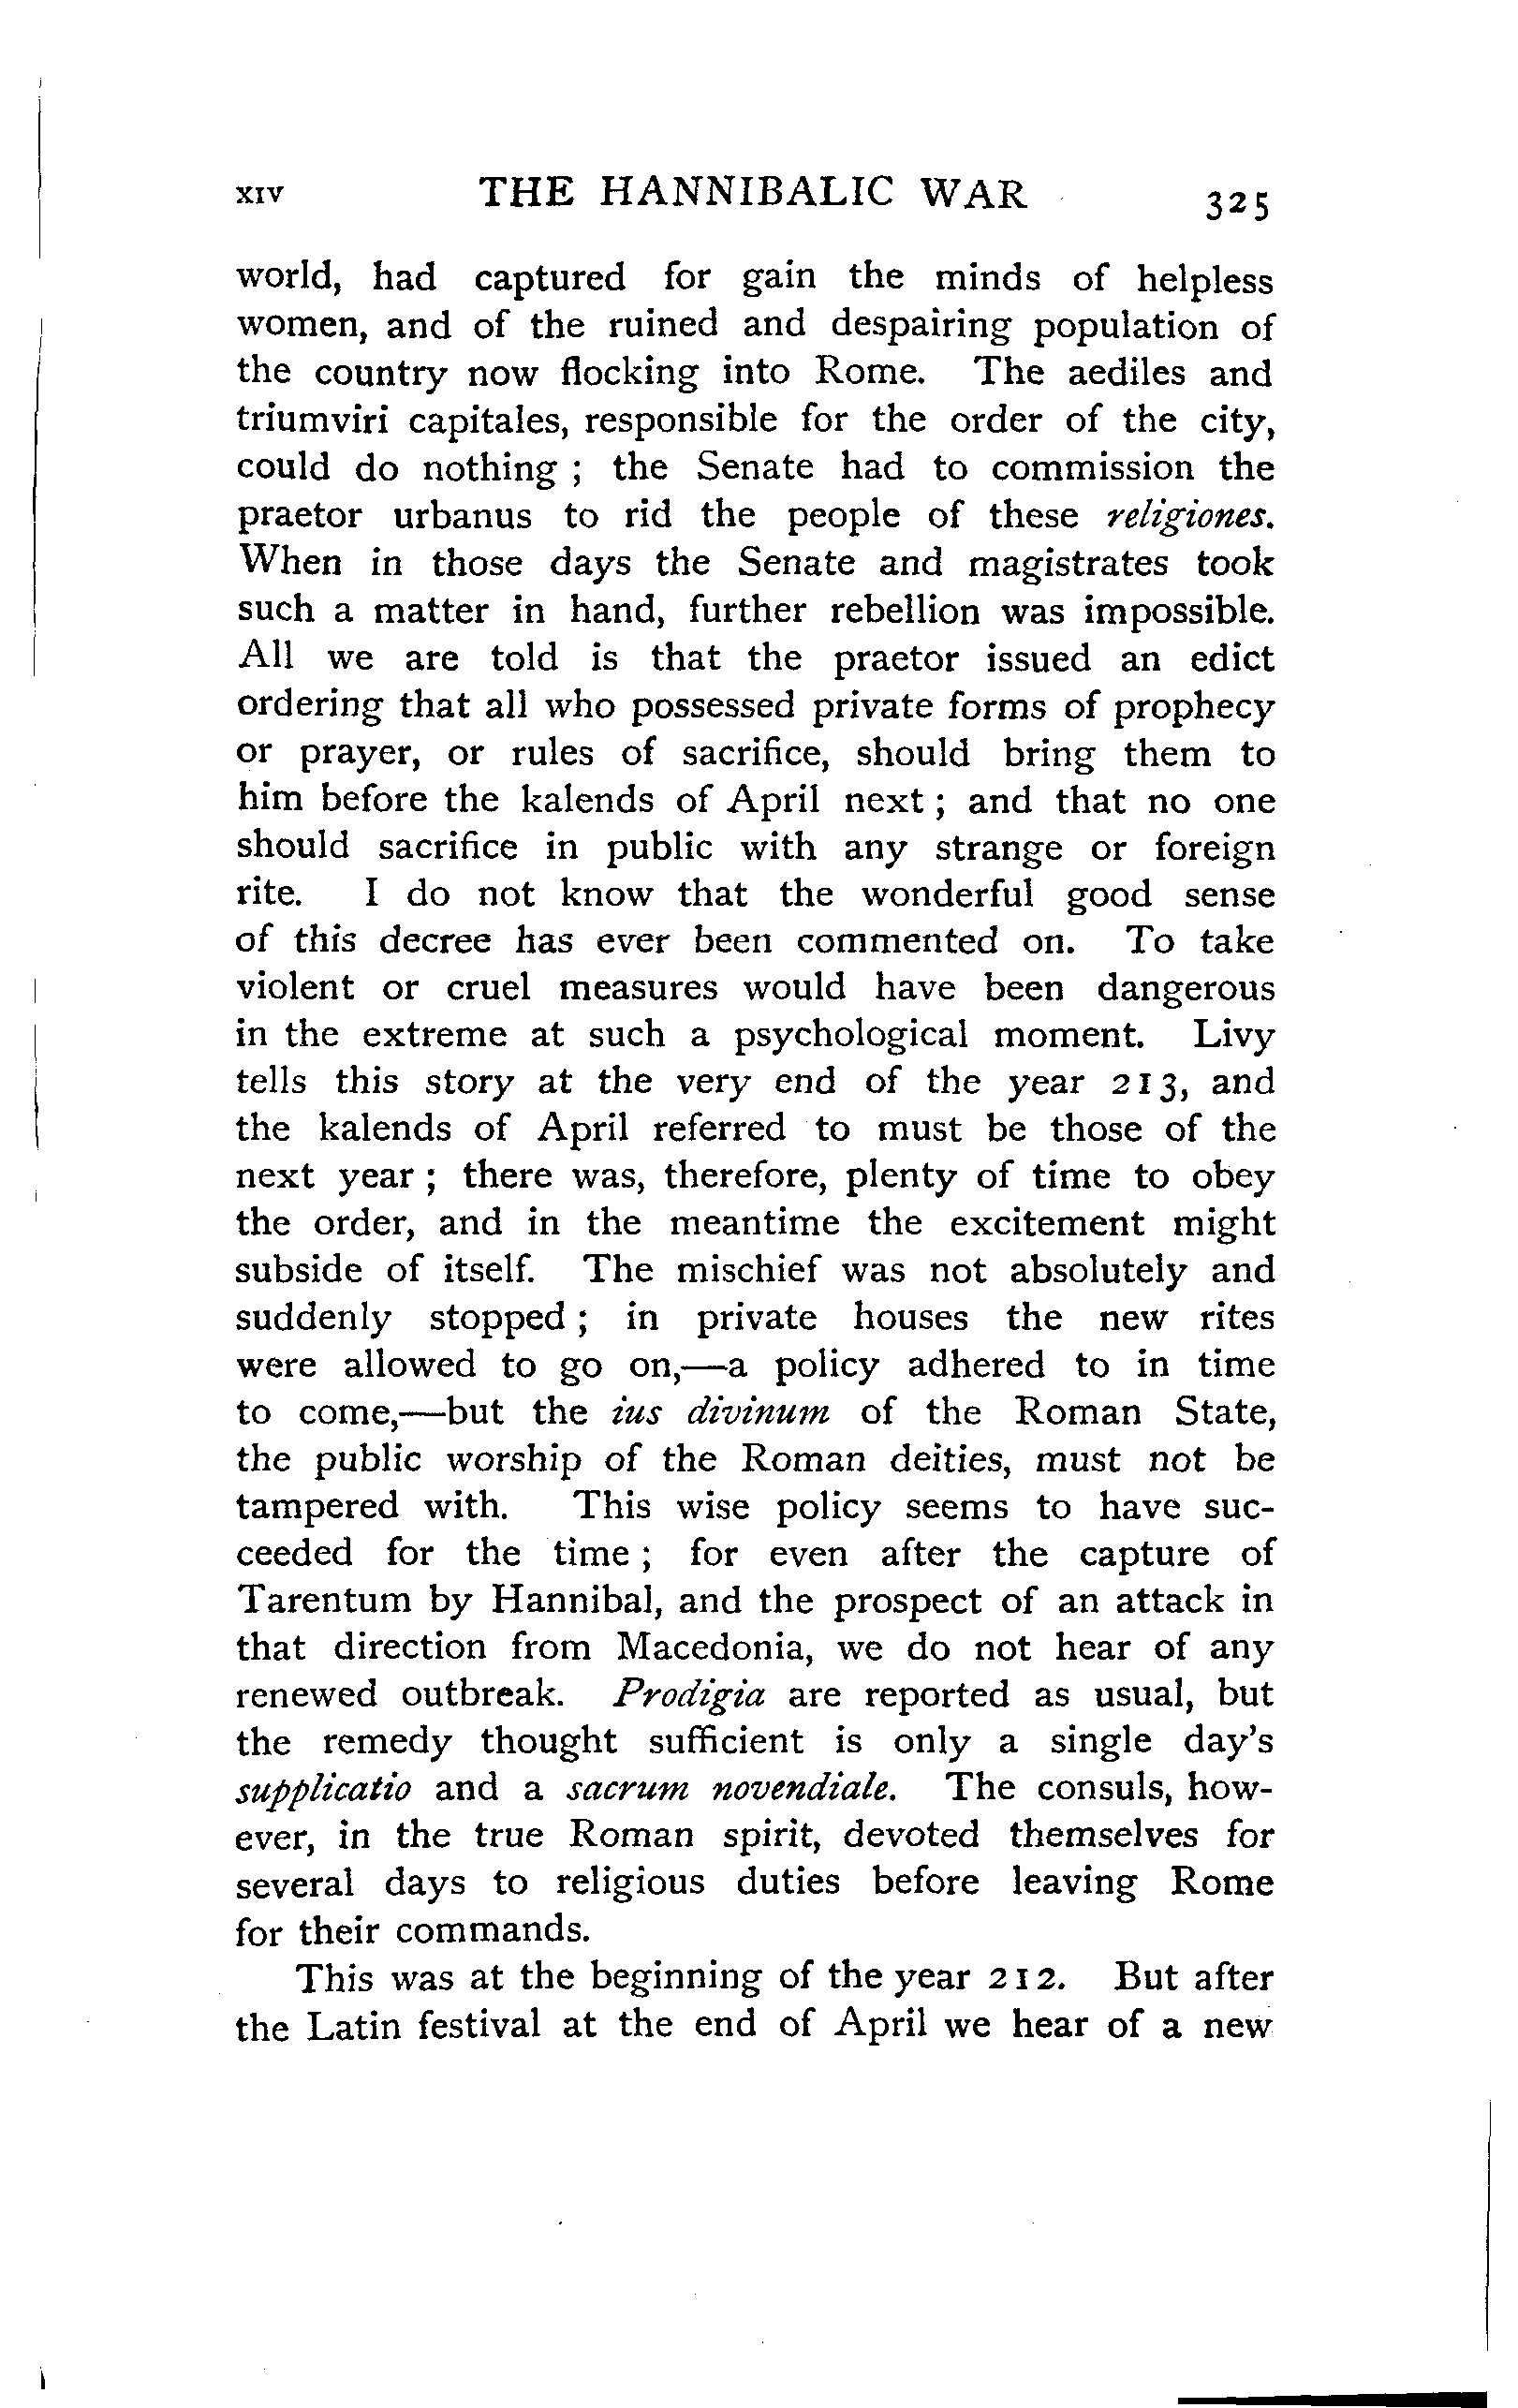 XIV THE HANNIBALIC WAR 325
world, had captured for gain the minds of helpless
women, and of the ruined and despairing population of
the country now flocking into Rome. The aediles and
triumviri capitales, responsible for the order of the city,
could do nothing ; the Senate had to commission the
praetor urbanus to rid the people of these religiones.
When in those days the Senate and magistrates took
such a matter in hand, further rebellion was impossible.
All we are told is that the praetor issued an edict
ordering that all who possessed private forms of prophecy
or prayer, or rules of sacrifice, should bring them to
him before the kalends of April next ; and that no one
should sacrifice in public with any strange or foreign
rite. I do not know that the wonderful good sense
of this decree has ever been commented on. To take
violent or cruel measures would have been dangerous
in the extreme at such a psychological moment. Livy
tells this story at the very end of the year 213, and
the kalends of April referred to must be those of the
next year ; there was, therefore, plenty of time to obey
the order, and in the meantime the excitement might
subside of itself. The mischief was not absolutely and
suddenly stopped ; in private houses the new rites
were allowed to go on,—a policy adhered to in time
to come,—but the ius divinum of the Roman State,
the public worship of the Roman deities, must not be
tampered with. This wise policy seems to have suc-
ceeded for the time ; for even after the capture of
Tarentum by Hannibal, and the prospect of an attack in
that direction from Macedonia, we do not hear of any
renewed outbreak. Prodigia are reported as usual, but
the remedy thought sufficient is only a single day's
supplicatio and a sacrum novendiale. The consuls, how-
ever, in the true Roman spirit, devoted themselves for
several days to religious duties before leaving Rome
for their commands.
This was at the beginning of the year 212. But after
the Latin festival at the end of April we hear of a new